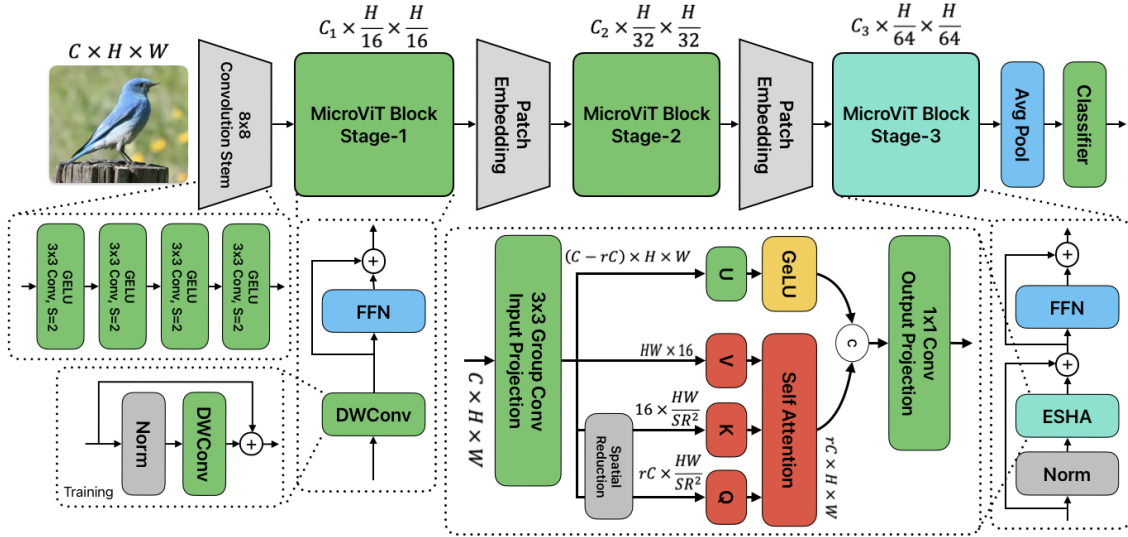 C × H × W
8x8
Convolution Stem
C₁ × H/16 × H/16
MicroViT Block
Stage-1
Patch
Embedding
C₂ × H/32 × H/32
MicroViT Block
Stage-2
Patch
Embedding
C₃ × H/64 × H/64
MicroViT Block
Stage-3
Avg Pool
Classifier
GELU
3x3 Conv, S=2
GELU
3x3 Conv, S=2
GELU
3x3 Conv, S=2
GELU
3x3 Conv, S=2
Norm
DWConv
+
Training
+
FFN
DWConv
C × H × W
3x3 Group Conv
Input Projection
(C − rC) × H × W
U
GeLU
HW × 16
V
Spatial
Reduction
16 × HW/SR²
K
rC × HW/SR²
Q
Self Attention
rC × H × W
c
1x1 Conv
Output Projection
+
FFN
+
ESHA
Norm